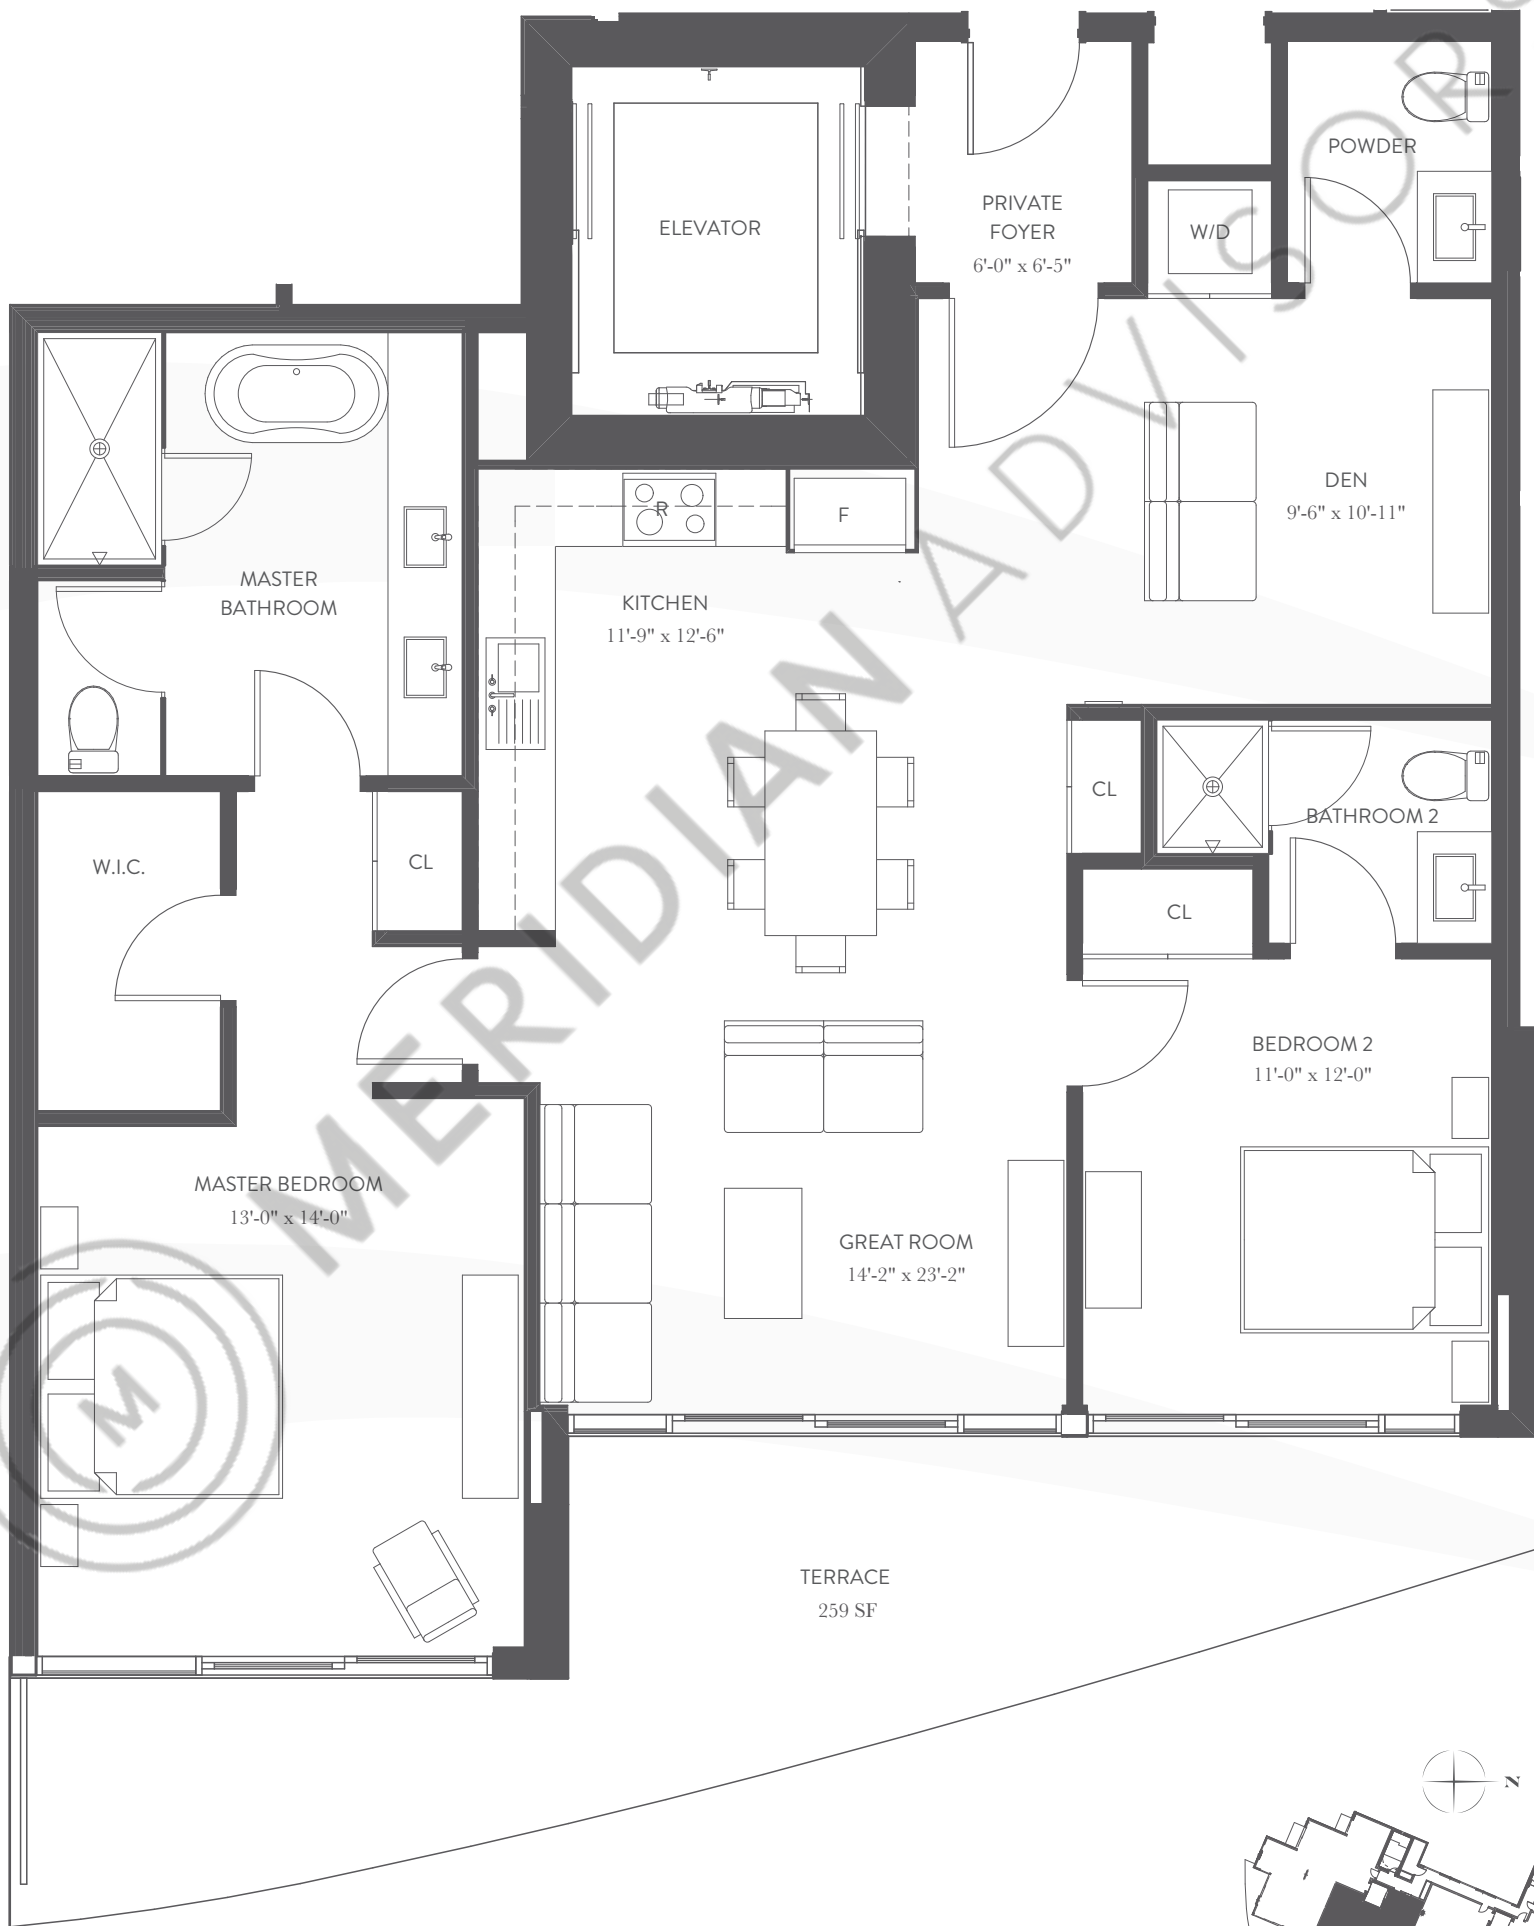 ELEVATOR
PRIVATE
FOYER
6'-0" x 6'-5"
W/D
POWDER
DEN
9'-6" x 10'-11"
R
F
KITCHEN
11'-9" x 12'-6"
MASTER
BATHROOM
W.I.C.
CL
CL
BATHROOM 2
CL
BEDROOM 2
11'-0" x 12'-0"
MASTER BEDROOM
13'-0" x 14'-0"
GREAT ROOM
14'-2" x 23'-2"
TERRACE
259 SF
N
M
MERIDIAN ADVISORS